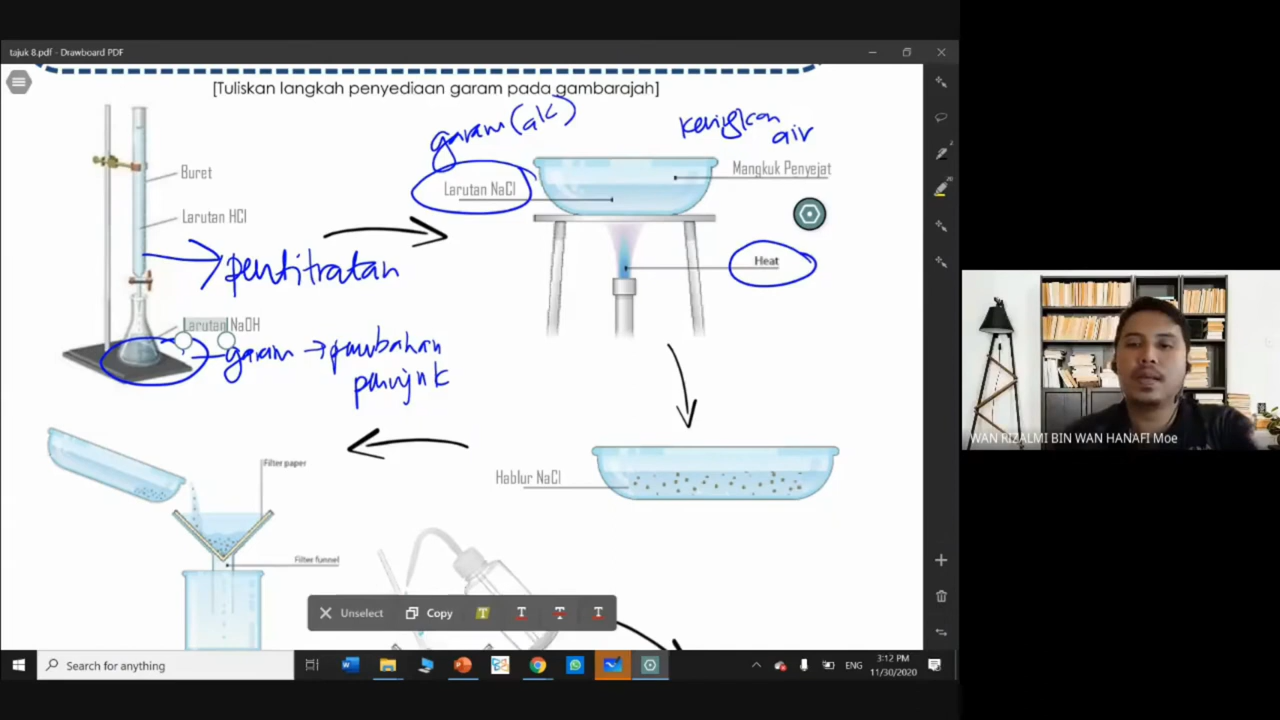 tajuk 8.pdf - Drawboard PDF
[Tuliskan langkah penyediaan garam pada gambarajah]
garam (ak)
keringkan
air
Buret
Larutan NaCl
Mangkuk Penyejat
Larutan HCl
pentitratan
Heat
Larutan NaOH
garam → perubahan
penunjuk
Hablur NaCl
Filter paper
Filter funnel
Unselect
Copy
T
T
T
T
WAN RIZALMI BIN WAN HANAFI Moe
Search for anything
ENG
3:12 PM
11/30/2020